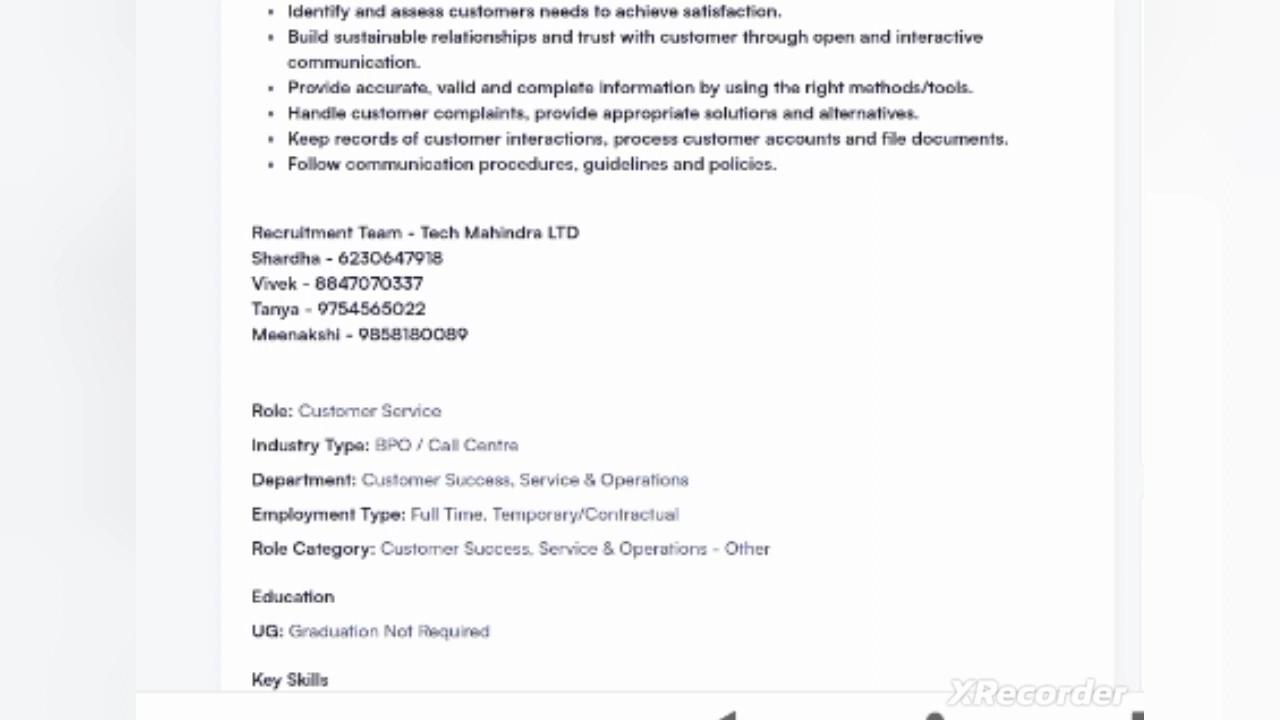 • Identify and assess customers needs to achieve satisfaction.
• Build sustainable relationships and trust with customer through open and interactive
communication.
• Provide accurate, valid and complete information by using the right methods/tools.
• Handle customer complaints, provide appropriate solutions and alternatives.
• Keep records of customer interactions, process customer accounts and file documents.
• Follow communication procedures, guidelines and policies.
Recruitment Team - Tech Mahindra LTD
Shardha - 6230647918
Vivek - 8847070337
Tanya - 9754565022
Meenakshi - 9858180089
Role: Customer Service
Industry Type: BPO / Call Centre
Department: Customer Success, Service & Operations
Employment Type: Full Time, Temporary/Contractual
Role Category: Customer Success, Service & Operations - Other
Education
UG: Graduation Not Required
Key Skills
XRecorder